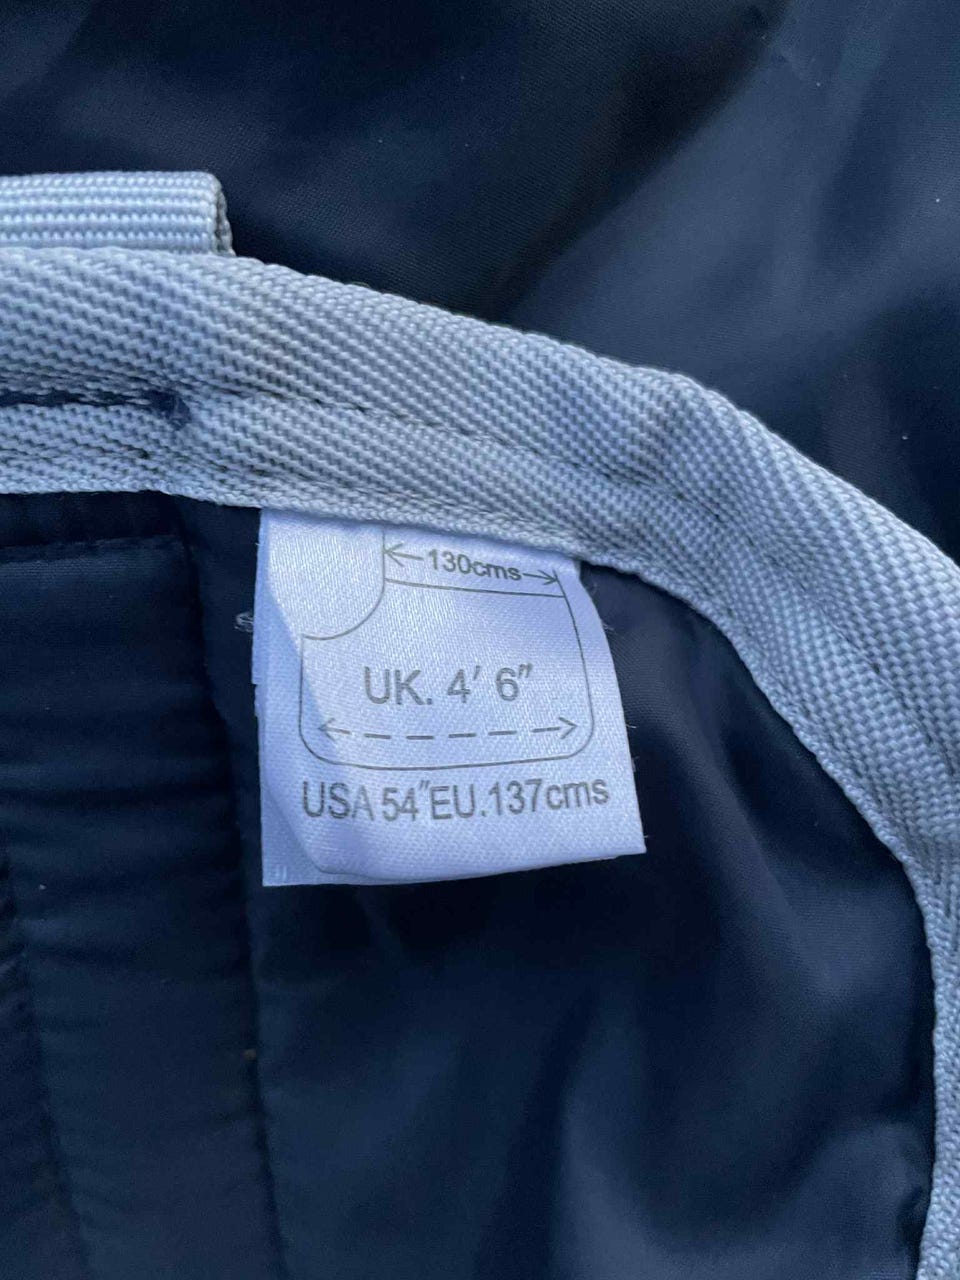 130cms
UK. 4' 6"
USA 54" EU. 137cms